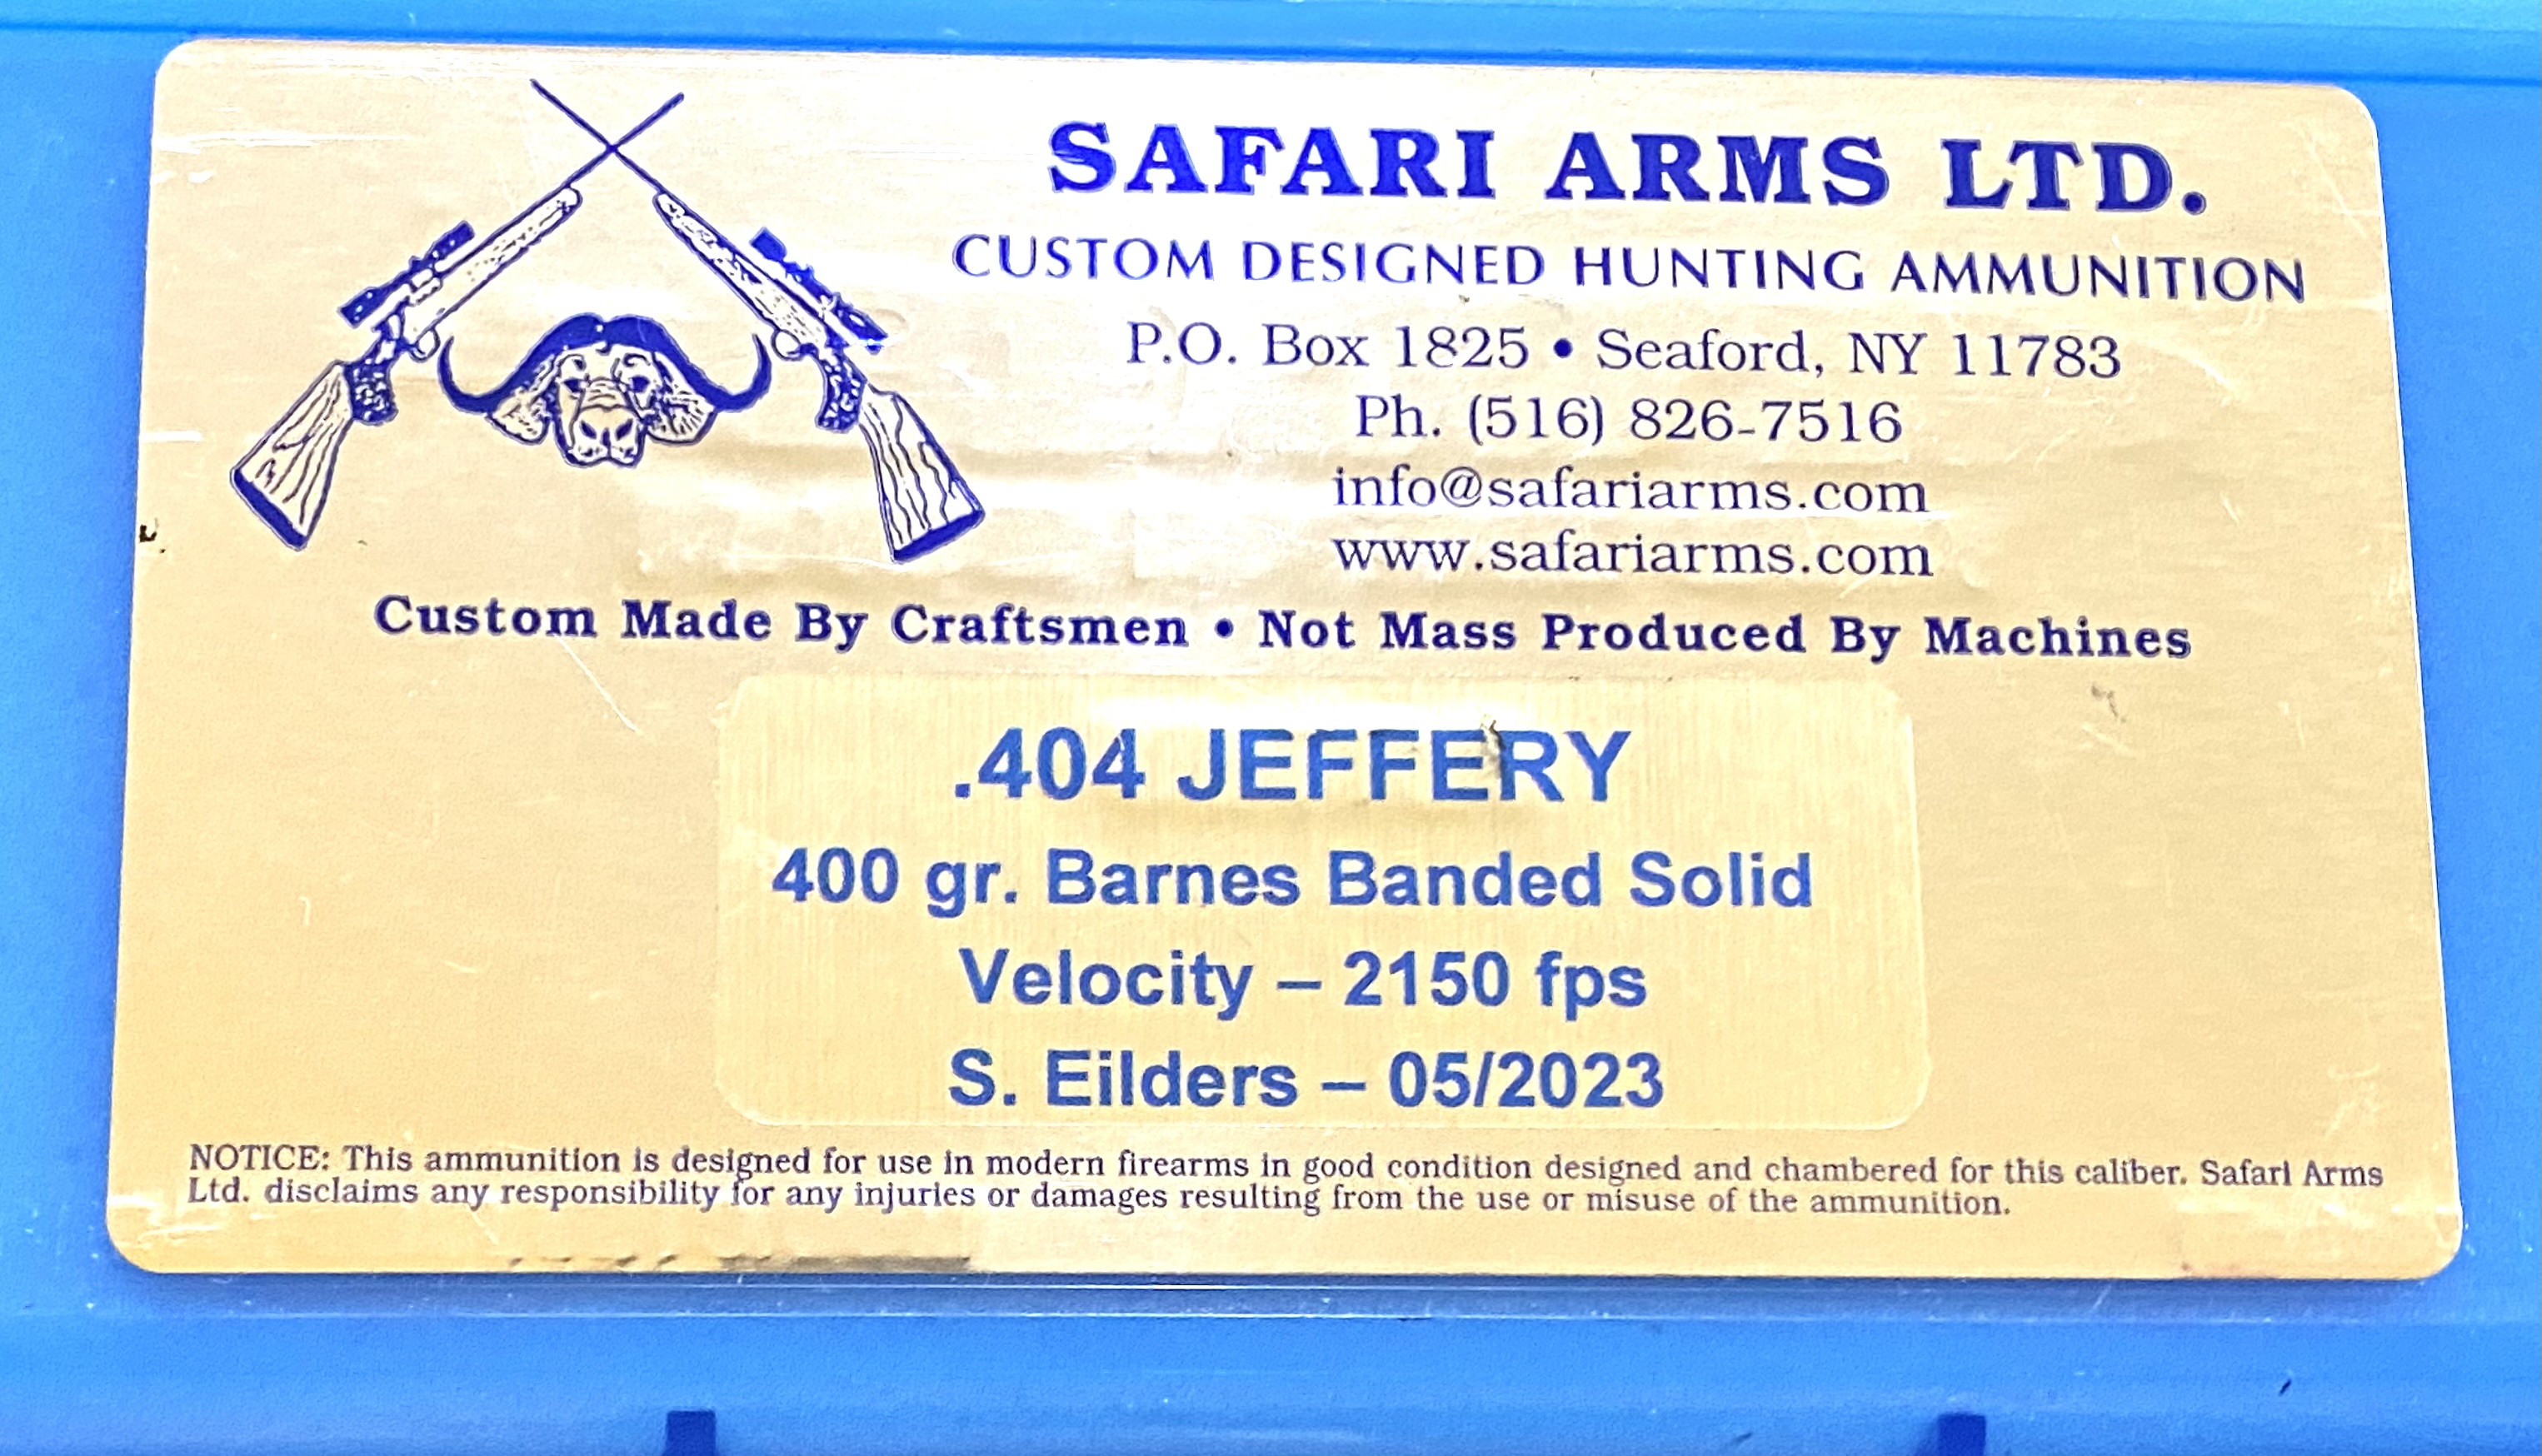 SAFARI ARMS LTD.
CUSTOM DESIGNED HUNTING AMMUNITION
P.O. Box 1825 • Seaford, NY 11783
Ph. (516) 826-7516
info@safariarms.com
www.safariarms.com
Custom Made By Craftsmen • Not Mass Produced By Machines
.404 JEFFERY
400 gr. Barnes Banded Solid
Velocity – 2150 fps
S. Eilders – 05/2023
NOTICE: This ammunition is designed for use in modern firearms in good condition designed and chambered for this caliber. Safari Arms
Ltd. disclaims any responsibility for any injuries or damages resulting from the use or misuse of the ammunition.